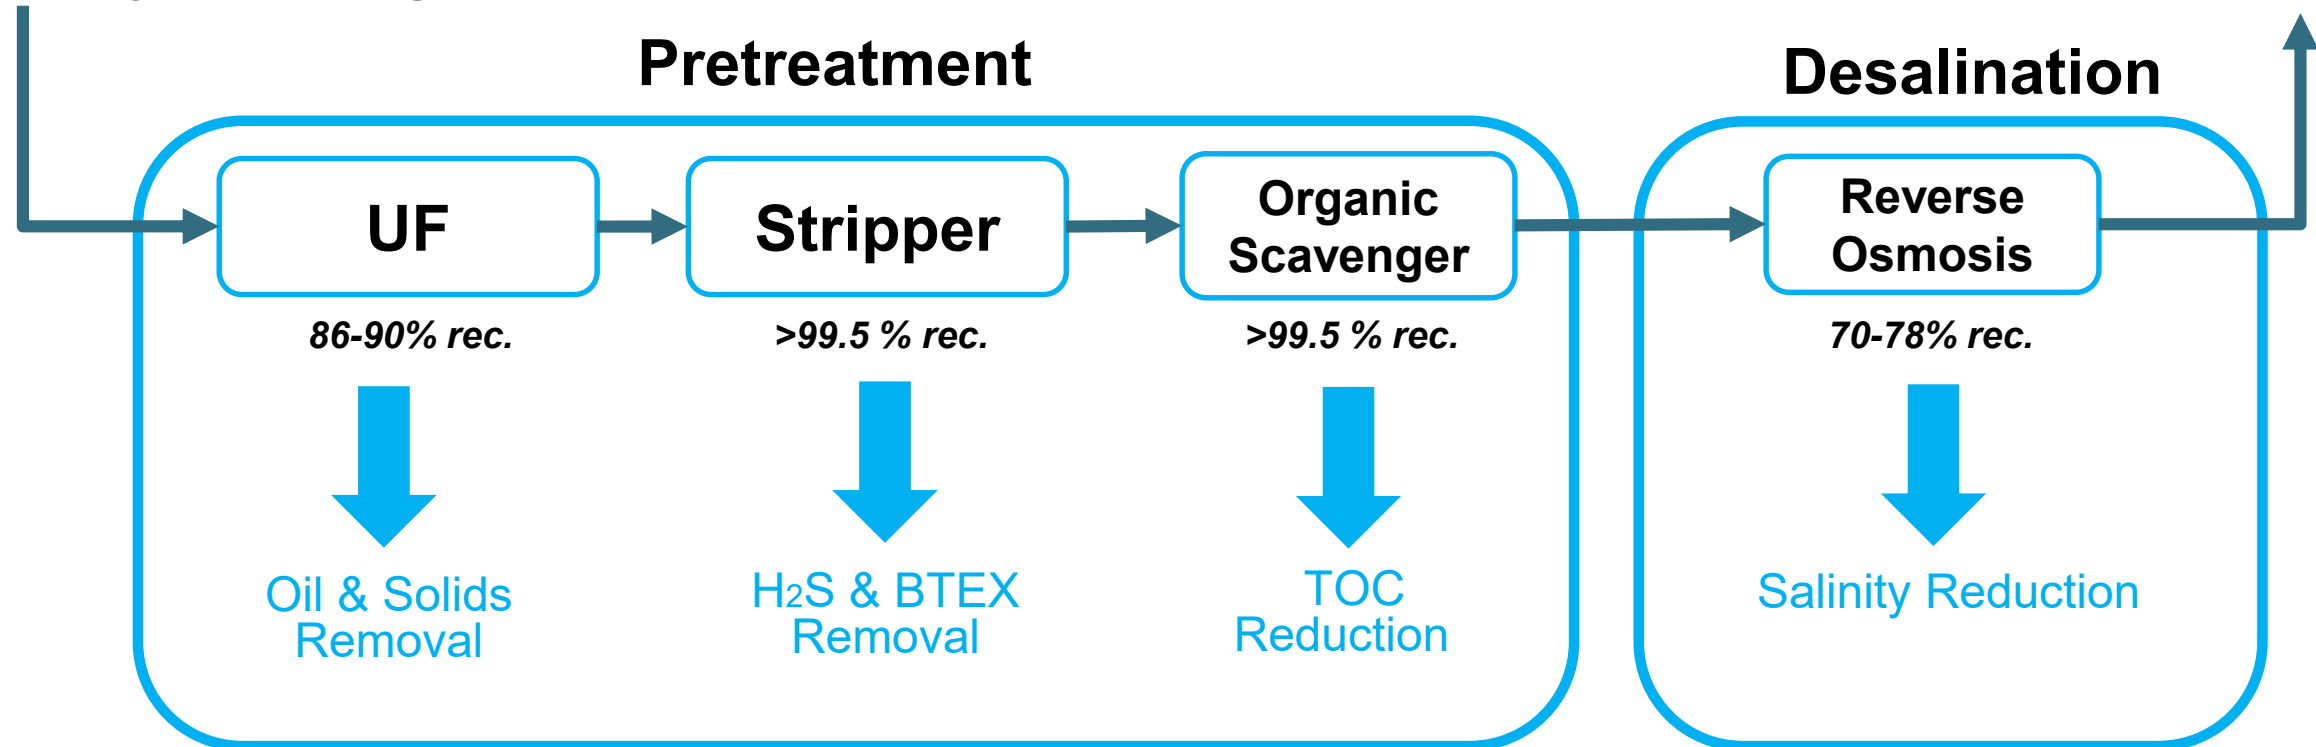 Pretreatment
Desalination
UF
Stripper
Organic
Scavenger
Reverse
Osmosis
86-90% rec.
>99.5 % rec.
>99.5 % rec.
70-78% rec.
Oil & Solids
Removal
H2S & BTEX
Removal
TOC
Reduction
Salinity Reduction